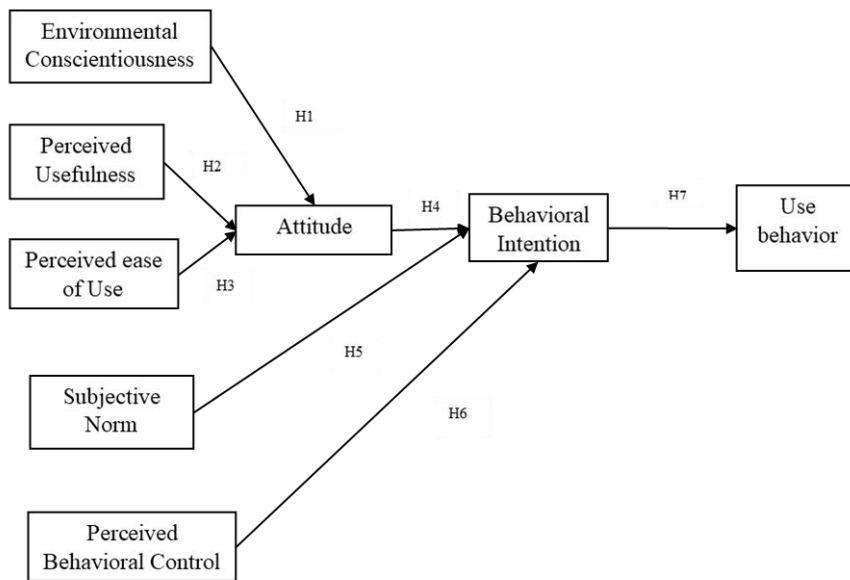 Environmental
Conscientiousness
H1
Perceived
Usefulness
H2
Attitude
H4
Behavioral
Intention
H7
Use
behavior
Perceived ease
of Use
H3
H5
Subjective
Norm
H6
Perceived
Behavioral Control